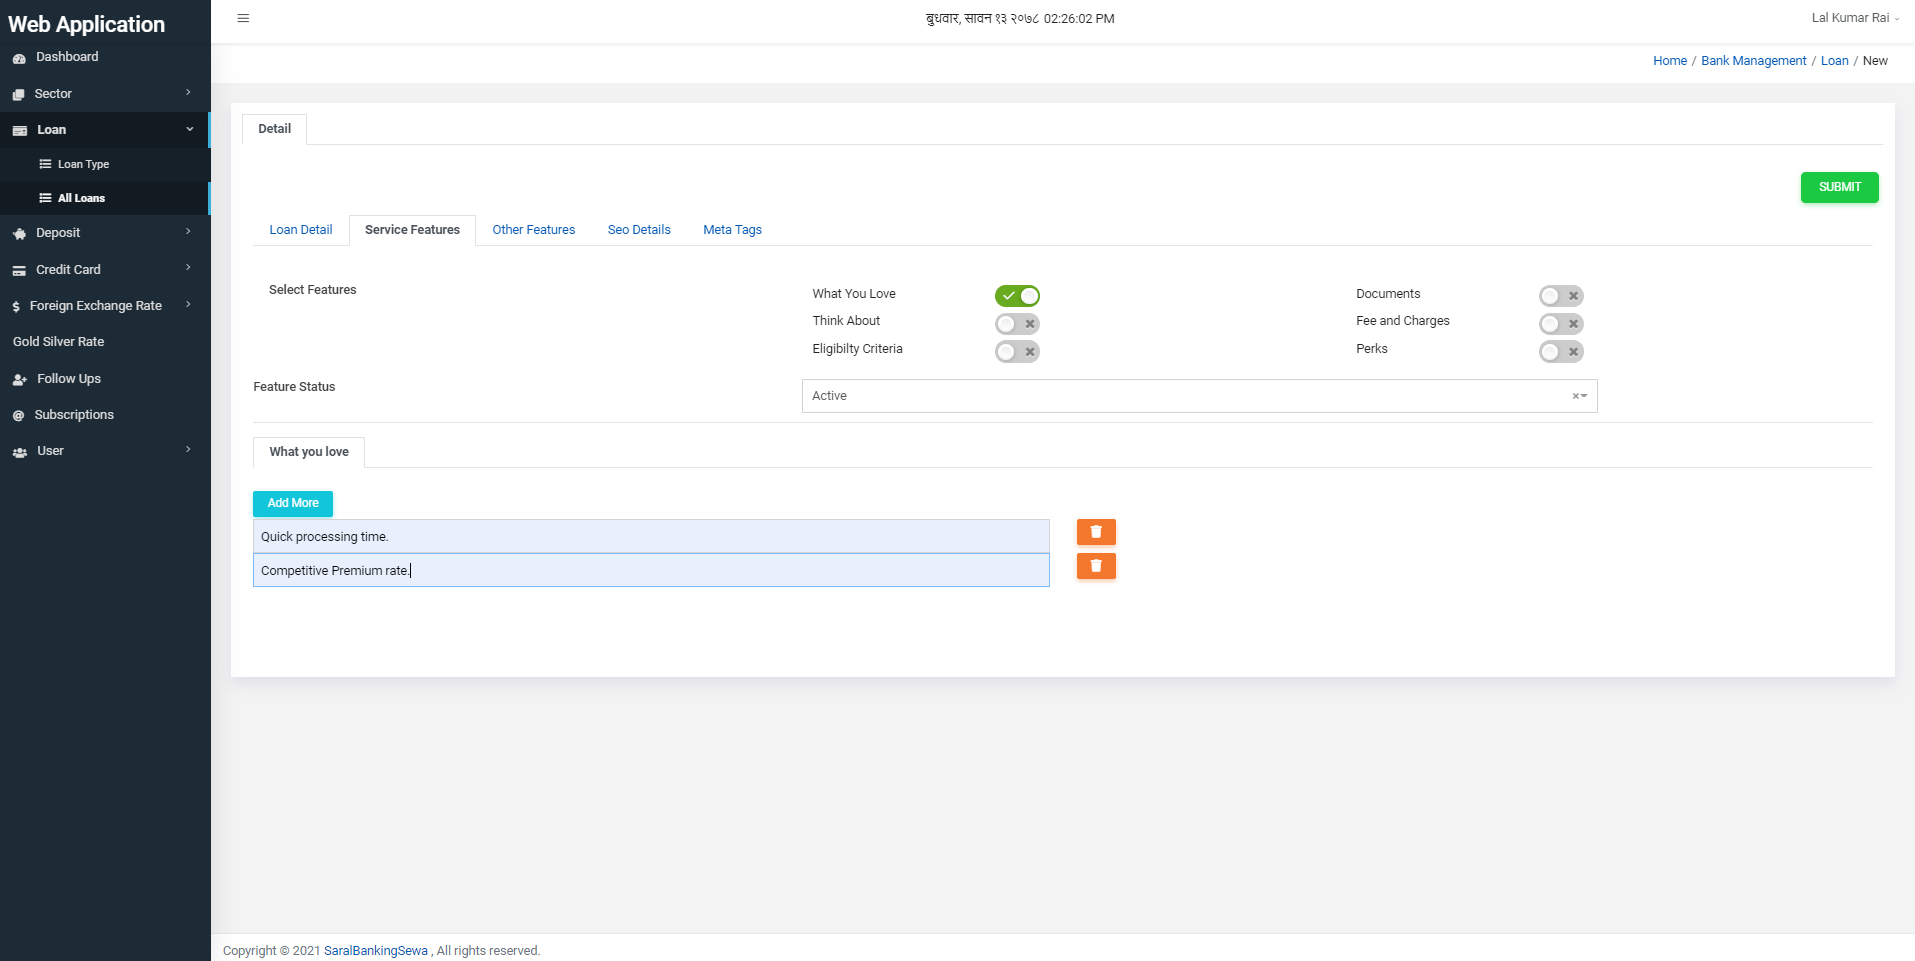 Web Application
बुधवार, सावन १३ २०७८ 02:26:02 PM
Lal Kumar Rai
Dashboard
Sector
Loan
Loan Type
All Loans
Deposit
Credit Card
Foreign Exchange Rate
Gold Silver Rate
Follow Ups
Subscriptions
User
Home / Bank Management / Loan / New
Detail
SUBMIT
Loan Detail
Service Features
Other Features
Seo Details
Meta Tags
Select Features
What You Love
Documents
Think About
Fee and Charges
Eligibilty Criteria
Perks
Feature Status
Active
What you love
Add More
Quick processing time.
Competitive Premium rate.
Copyright © 2021 SaralBankingSewa , All rights reserved.